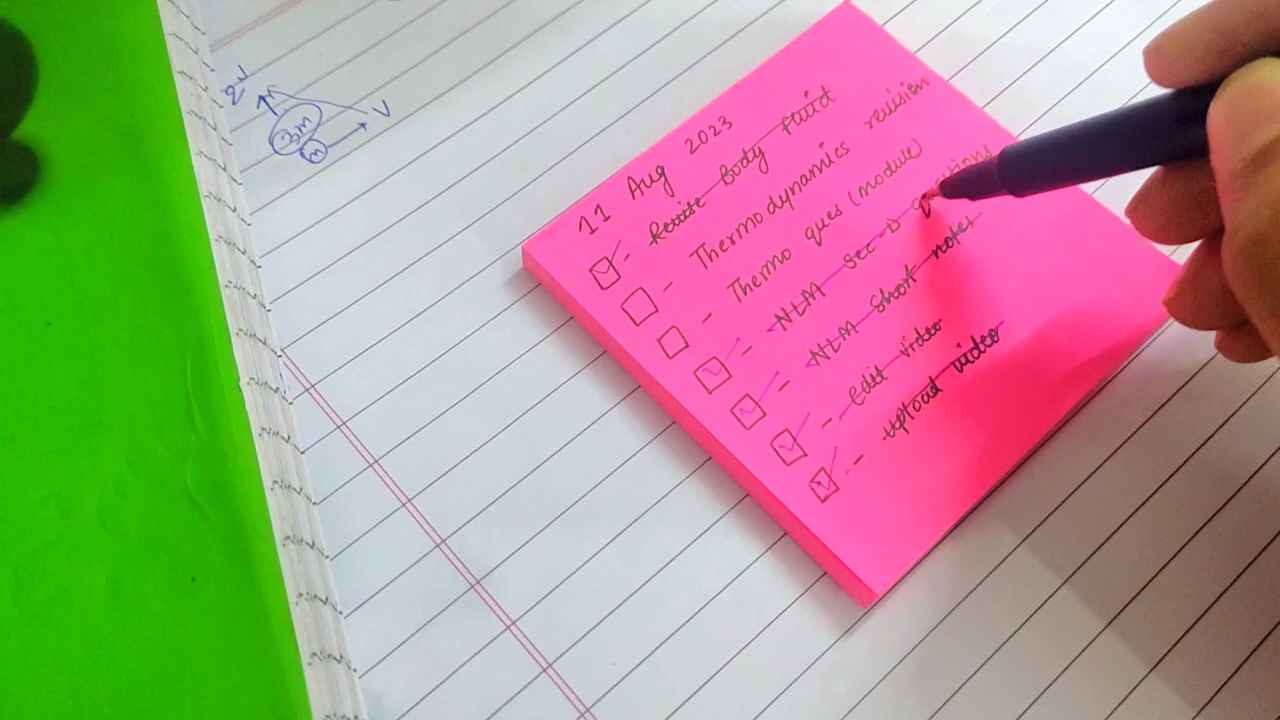 11 Aug 2023
- Revise Body fluid
- Thermodynamics revision
- Thermo ques (module)
- NLM Sec-D questions
- NLM Short notes
- edit video
- upload video
2V
V
3m
m